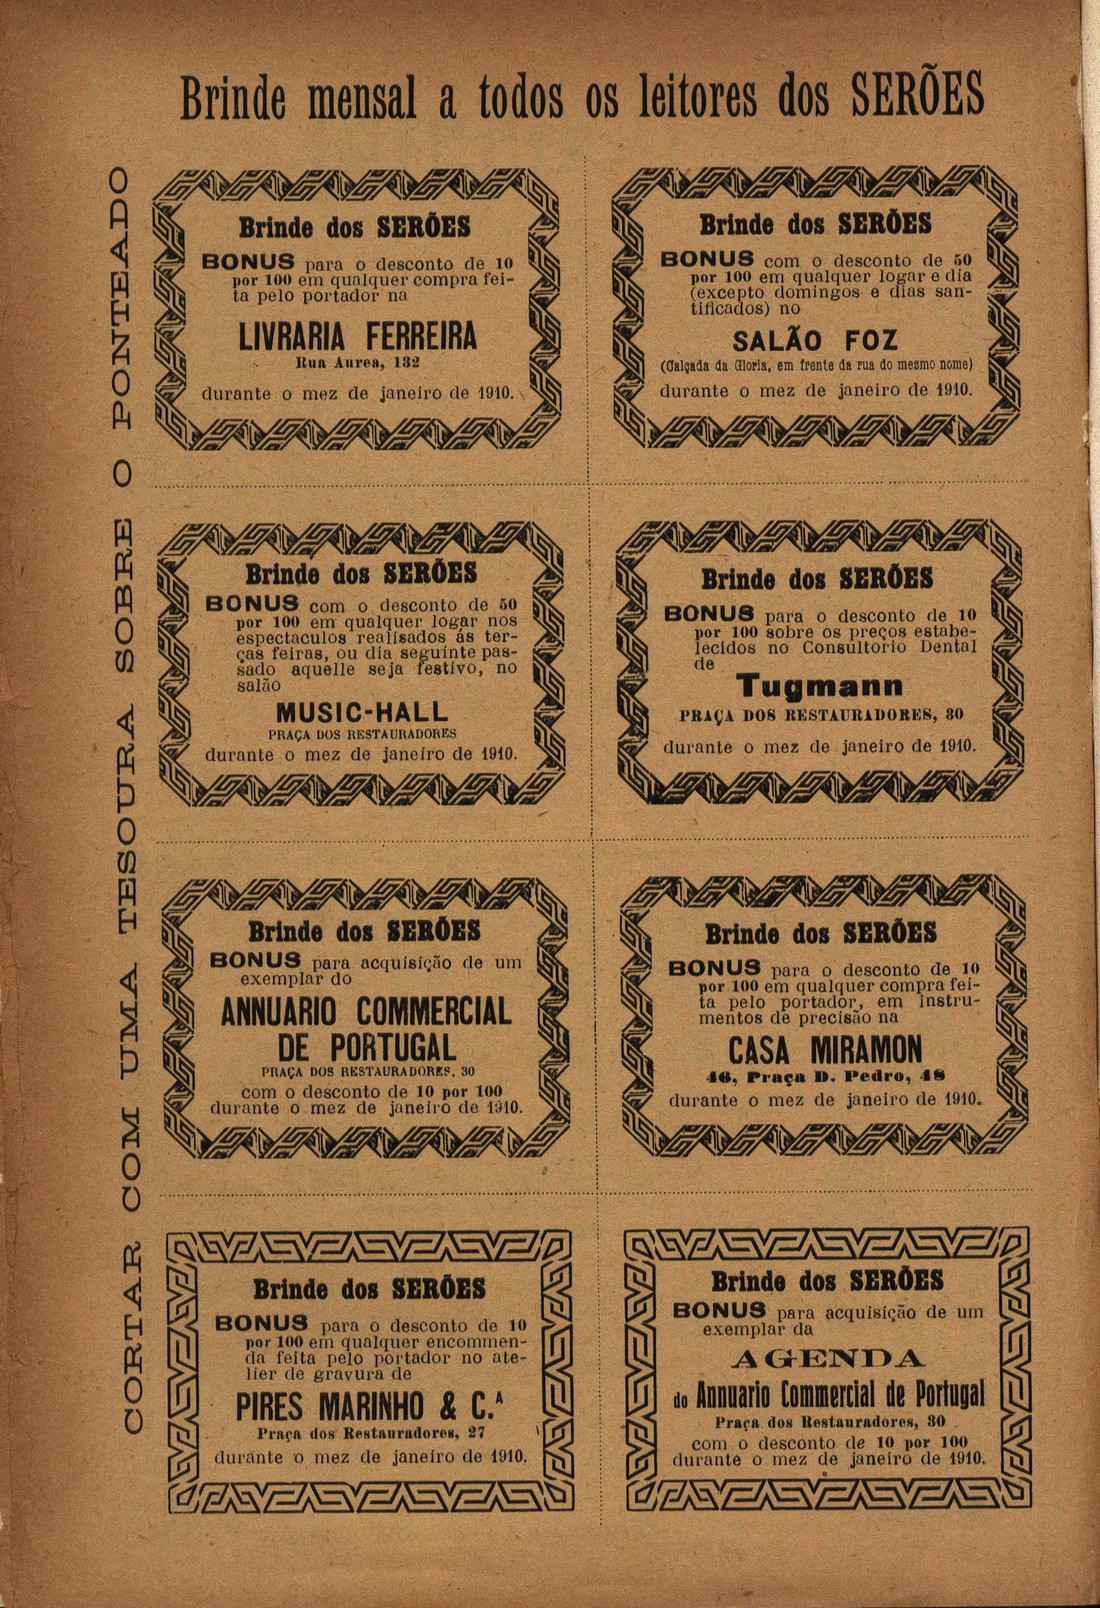 Brinde mensal a todos os leitores dos SERÕES
CORTAR COM UMA TESOURA SOBRE O PONTEADO
Brinde dos SERÕES
BONUS para o desconto de 10
por 100 em qualquer compra fei-
ta pelo portador na
LIVRARIA FERREIRA
Rua Aurea, 132
durante o mez de janeiro de 1910.
Brinde dos SERÕES
BONUS com o desconto de 50
por 100 em qualquer logar e dia
(excepto domingos e dias san-
tificados) no
SALÃO FOZ
(Calçada da Gloria, em frente da rua do mesmo nome)
durante o mez de janeiro de 1910.
Brinde dos SERÕES
BONUS com o desconto de 50
por 100 em qualquer logar nos
espectaculos realisados ás ter-
ças feiras, ou dia seguinte pas-
sado aquelle seja festivo, no
salão
MUSIC-HALL
PRAÇA DOS RESTAURADORES
durante o mez de janeiro de 1910.
Brinde dos SERÕES
BONUS para o desconto de 10
por 100 sobre os preços estabe-
lecidos no Consultorio Dental
de
Tugmann
PRAÇA DOS RESTAURADORES, 30
durante o mez de janeiro de 1910.
Brinde dos SERÕES
BONUS para acquisição de um
exemplar do
ANNUARIO COMMERCIAL
DE PORTUGAL
PRAÇA DOS RESTAURADORES, 30
com o desconto de 10 por 100
durante o mez de janeiro de 1910.
Brinde dos SERÕES
BONUS para o desconto de 10
por 100 em qualquer compra fei-
ta pelo portador, em instru-
mentos de precisão na
CASA MIRAMON
46, Praça D. Pedro, 48
durante o mez de janeiro de 1910.
Brinde dos SERÕES
BONUS para o desconto de 10
por 100 em qualquer encommen-
da feita pelo portador no ate-
lier de gravura de
PIRES MARINHO & C.ᴬ
Praça dos Restauradores, 27
durante o mez de janeiro de 1910.
Brinde dos SERÕES
BONUS para acquisição de um
exemplar da
AGENDA
do Annuario Commercial de Portugal
Praça dos Restauradores, 30
com o desconto de 10 por 100
durante o mez de janeiro de 1910.